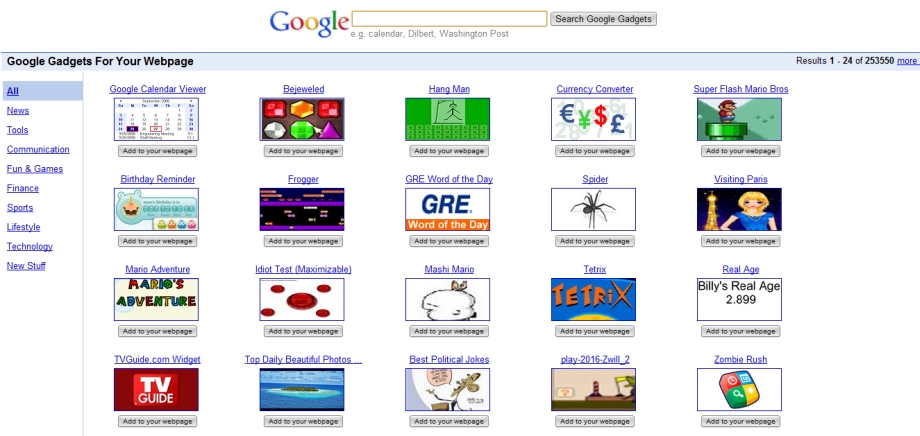 Google
Search Google Gadgets
e.g. calendar, Dilbert, Washington Post
Google Gadgets For Your Webpage
Results 1 - 24 of 253550 more
All
News
Tools
Communication
Fun & Games
Finance
Sports
Lifestyle
Technology
New Stuff
Google Calendar Viewer
Bejeweled
Hang Man
Currency Converter
Super Flash Mario Bros
September 2006
€ ¥ $ £
Add to your webpage
Add to your webpage
Add to your webpage
Add to your webpage
Add to your webpage
Birthday Reminder
Frogger
GRE Word of the Day
Spider
Visiting Paris
GRE.
Word of the Day
Add to your webpage
Add to your webpage
Add to your webpage
Add to your webpage
Add to your webpage
Mario Adventure
Idiot Test (Maximizable)
Mashi Mario
Tetrix
Real Age
MARIO'S
ADVENTURE
TETRIX
Billy's Real Age
2.899
Add to your webpage
Add to your webpage
Add to your webpage
Add to your webpage
Add to your webpage
TVGuide.com Widget
Top Daily Beautiful Photos ...
Best Political Jokes
play-2016-Zwill_2
Zombie Rush
TV
GUIDE
Add to your webpage
Add to your webpage
Add to your webpage
Add to your webpage
Add to your webpage